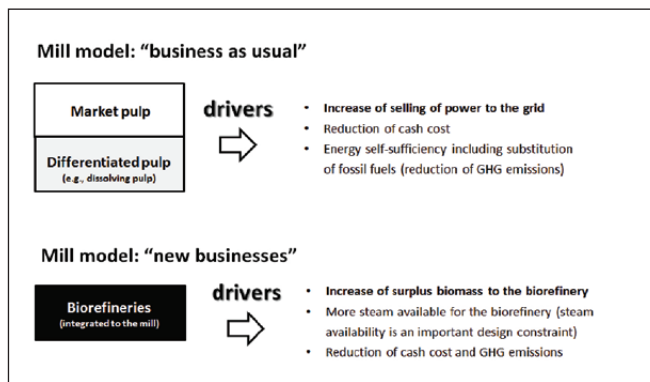 Mill model: “business as usual”
Market pulp
Differentiated pulp
(e.g., dissolving pulp)
drivers
• Increase of selling of power to the grid
• Reduction of cash cost
• Energy self-sufficiency including substitution
of fossil fuels (reduction of GHG emissions)
Mill model: “new businesses”
Biorefineries
(integrated to the mill)
drivers
• Increase of surplus biomass to the biorefinery
• More steam available for the biorefinery (steam
availability is an important design constraint)
• Reduction of cash cost and GHG emissions